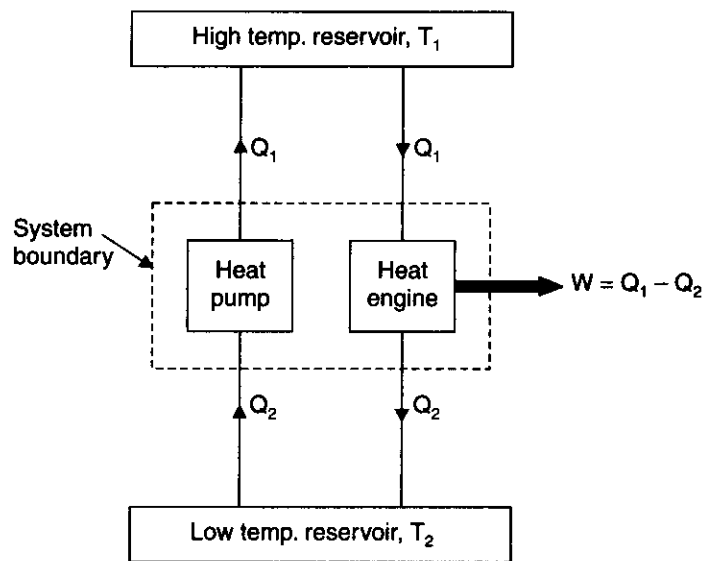 High temp. reservoir, T₁
Q₁
Q₁
System
boundary
Heat
pump
Heat
engine
W = Q₁ – Q₂
Q₂
Q₂
Low temp. reservoir, T₂